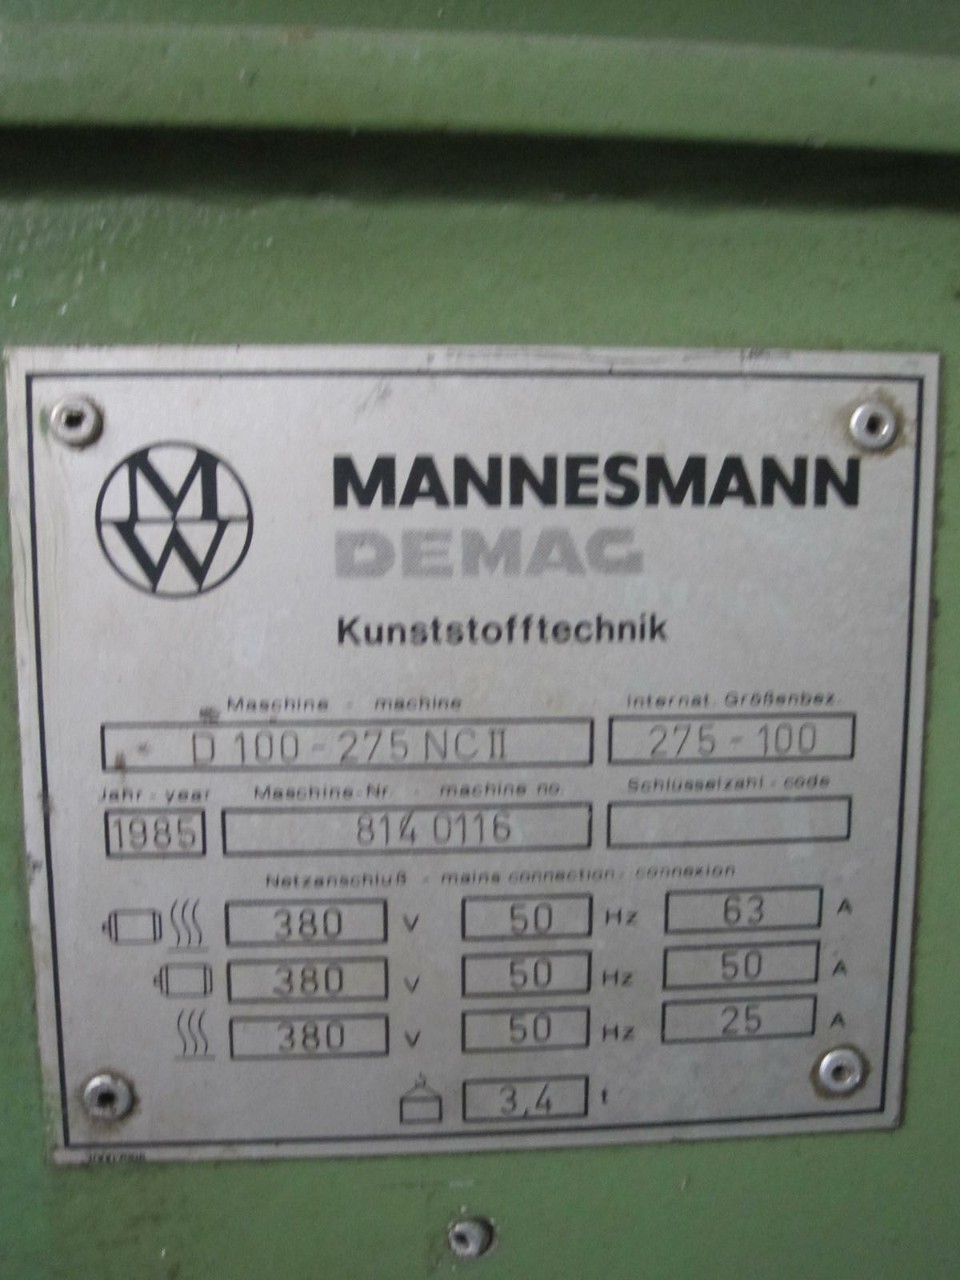 MW
MANNESMANN
DEMAG
Kunststofftechnik
Maschine - machine
Internat. Größenbez.
D 100 - 275 NC II
275 - 100
Jahr - year
Maschine-Nr. - machine no.
Schlüsselzahl - code
1985
814 0116
Netzanschluß - mains connection - connexion
380 V 50 Hz 63 A
380 V 50 Hz 50 A
380 V 50 Hz 25 A
3,4 t